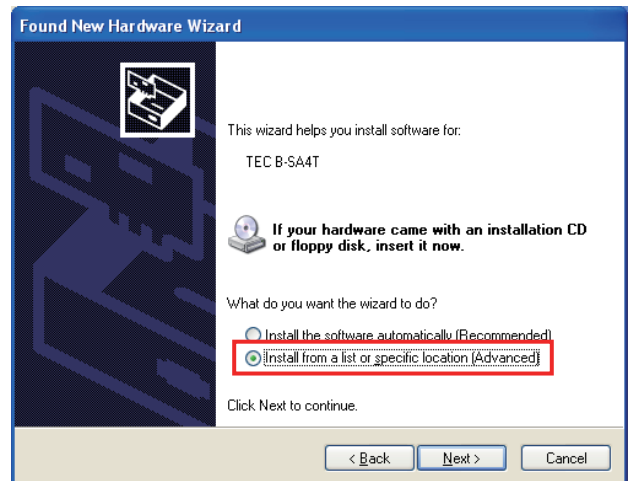 Found New Hardware Wizard
This wizard helps you install software for:
TEC B-SA4T
If your hardware came with an installation CD
or floppy disk, insert it now.
What do you want the wizard to do?
Install the software automatically (Recommended)
Install from a list or specific location (Advanced)
Click Next to continue.
< Back
Next >
Cancel